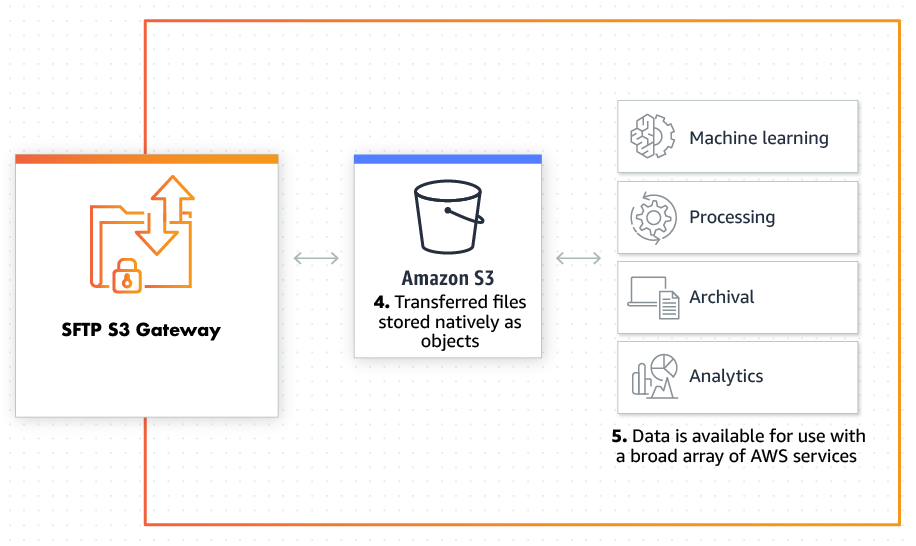 SFTP S3 Gateway
Amazon S3
4. Transferred files
stored natively as
objects
Machine learning
Processing
Archival
Analytics
5. Data is available for use with
a broad array of AWS services